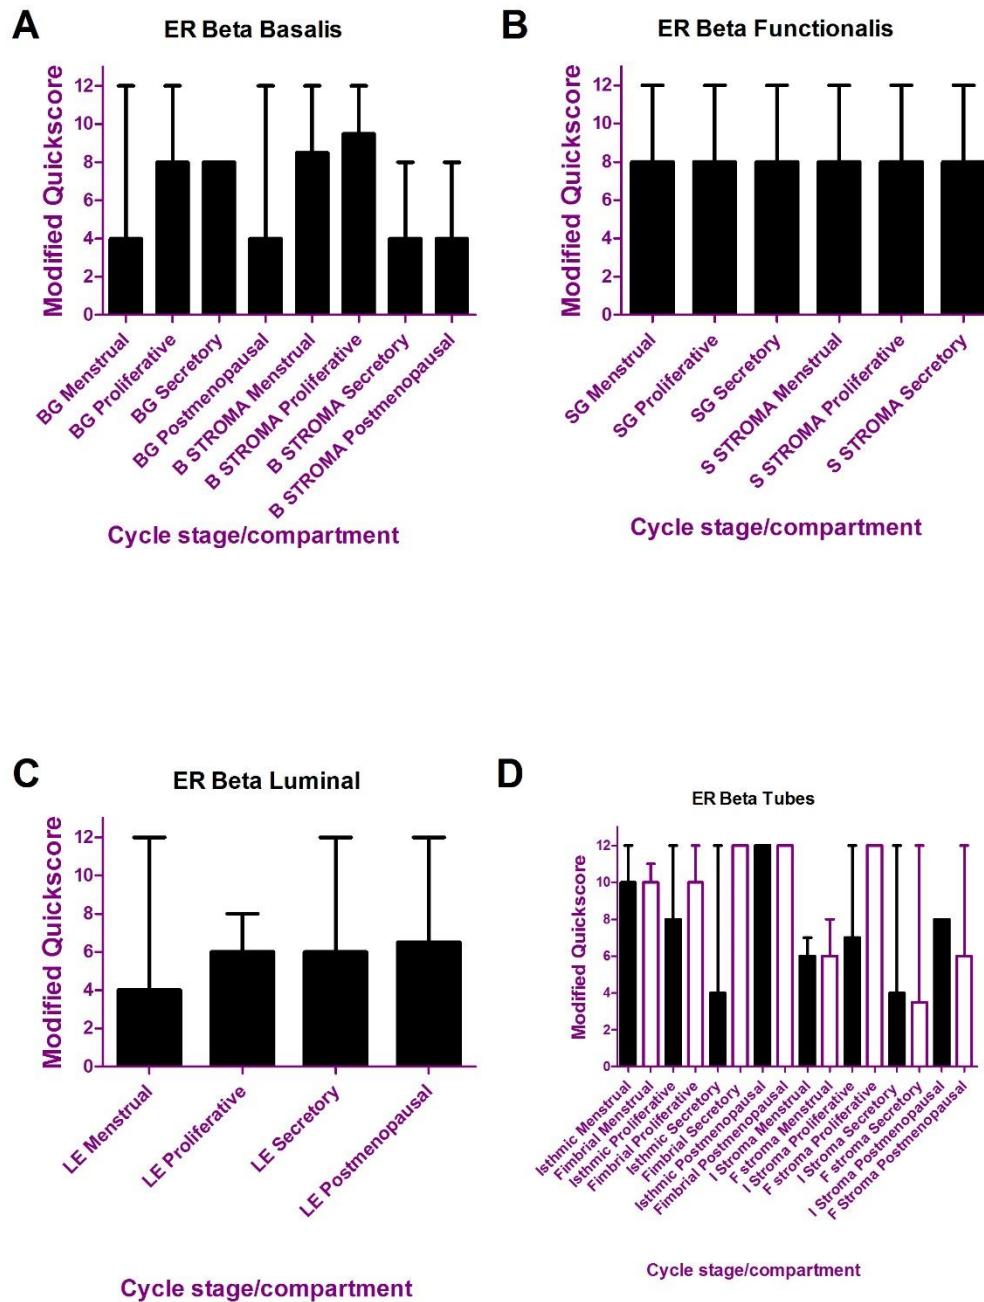 A
ER Beta Basalis
Modified Quickscore
12
10
8
6
4
2
0
BG Menstrual
BG Proliferative
BG Secretory
BG Postmenopausal
B STROMA Menstrual
B STROMA Proliferative
B STROMA Secretory
B STROMA Postmenopausal
Cycle stage/compartment
B
ER Beta Functionalis
Modified Quickscore
12
10
8
6
4
2
0
SG Menstrual
SG Proliferative
SG Secretory
S STROMA Menstrual
S STROMA Proliferative
S STROMA Secretory
Cycle stage/compartment
C
ER Beta Luminal
Modified Quickscore
12
10
8
6
4
2
0
LE Menstrual
LE Proliferative
LE Secretory
LE Postmenopausal
Cycle stage/compartment
D
ER Beta Tubes
Modified Quickscore
12
10
8
6
4
2
0
Isthmic Menstrual
Fimbrial Menstrual
Isthmic Proliferative
Fimbrial Proliferative
Isthmic Secretory
Fimbrial Secretory
Isthmic Postmenopausal
Fimbrial Postmenopausal
I Stroma Menstrual
F stroma Menstrual
I Stroma Proliferative
F stroma Proliferative
I Stroma Secretory
F stroma Secretory
I Stroma Postmenopausal
F Stroma Postmenopausal
Cycle stage/compartment